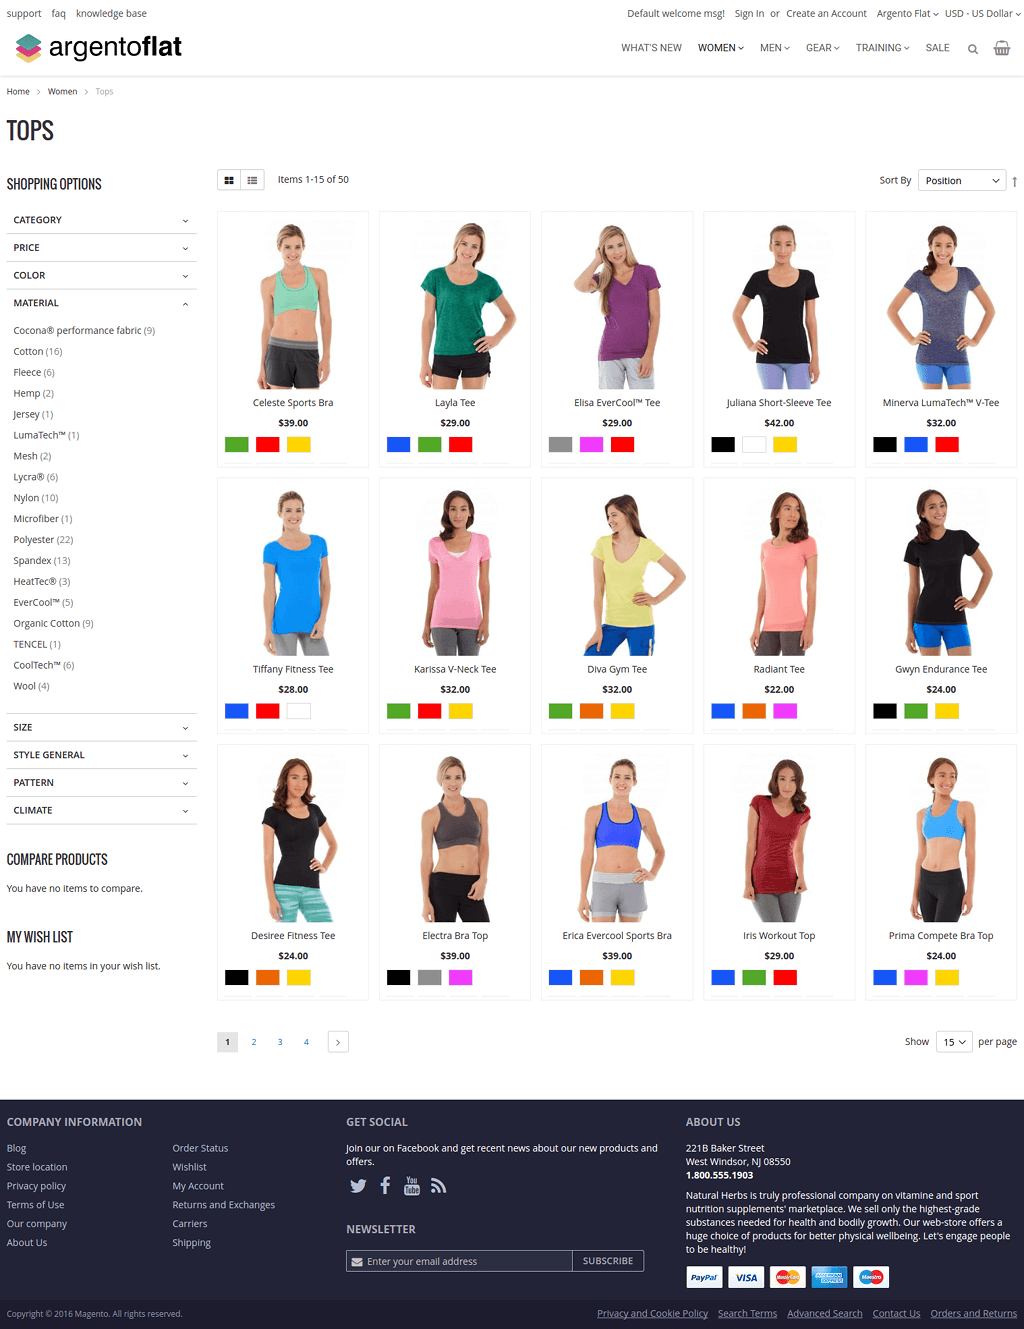 support faq knowledge base
Default welcome msg! Sign In or Create an Account Argento Flat USD - US Dollar
argentoflat
WHAT'S NEW WOMEN MEN GEAR TRAINING SALE
Home > Women > Tops
TOPS
SHOPPING OPTIONS
CATEGORY
PRICE
COLOR
MATERIAL
Cocona® performance fabric (9)
Cotton (16)
Fleece (6)
Hemp (2)
Jersey (1)
LumaTech™ (1)
Mesh (2)
Lycra® (6)
Nylon (10)
Microfiber (1)
Polyester (22)
Spandex (13)
HeatTec® (3)
EverCool™ (5)
Organic Cotton (9)
TENCEL (1)
CoolTech™ (6)
Wool (4)
SIZE
STYLE GENERAL
PATTERN
CLIMATE
COMPARE PRODUCTS
You have no items to compare.
MY WISH LIST
You have no items in your wish list.
Items 1-15 of 50
Sort By Position
Celeste Sports Bra
$39.00
Layla Tee
$29.00
Elisa EverCool™ Tee
$29.00
Juliana Short-Sleeve Tee
$42.00
Minerva LumaTech™ V-Tee
$32.00
Tiffany Fitness Tee
$28.00
Karissa V-Neck Tee
$32.00
Diva Gym Tee
$32.00
Radiant Tee
$22.00
Gwyn Endurance Tee
$24.00
Desiree Fitness Tee
$24.00
Electra Bra Top
$39.00
Erica Evercool Sports Bra
$39.00
Iris Workout Top
$29.00
Prima Compete Bra Top
$24.00
1 2 3 4 >
Show 15 per page
COMPANY INFORMATION
Blog
Store location
Privacy policy
Terms of Use
Our company
About Us
Order Status
Wishlist
My Account
Returns and Exchanges
Carriers
Shipping
GET SOCIAL
Join our on Facebook and get recent news about our new products and
offers.
You
Tube
NEWSLETTER
Enter your email address SUBSCRIBE
ABOUT US
221B Baker Street
West Windsor, NJ 08550
1.800.555.1903
Natural Herbs is truly professional company on vitamine and sport
nutrition supplements' marketplace. We sell only the highest-grade
substances needed for health and bodily growth. Our web-store offers a
huge choice of products for better physical wellbeing. Let's engage people
to be healthy!
PayPal VISA MasterCard AMERICAN EXPRESS Maestro
Copyright © 2016 Magento. All rights reserved.
Privacy and Cookie Policy Search Terms Advanced Search Contact Us Orders and Returns